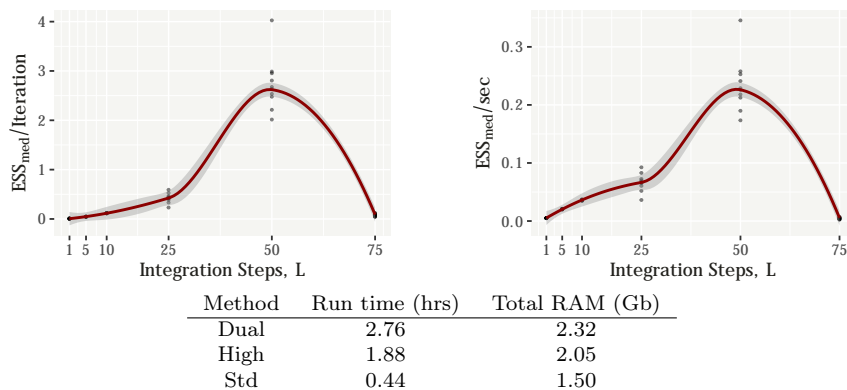 ESSmed/Iteration
4
3
2
1
0
1 5 10 25 50 75
Integration Steps, L
ESSmed/sec
0.3
0.2
0.1
0.0
1 5 10 25 50 75
Integration Steps, L
Method Run time (hrs) Total RAM (Gb)
Dual 2.76 2.32
High 1.88 2.05
Std 0.44 1.50